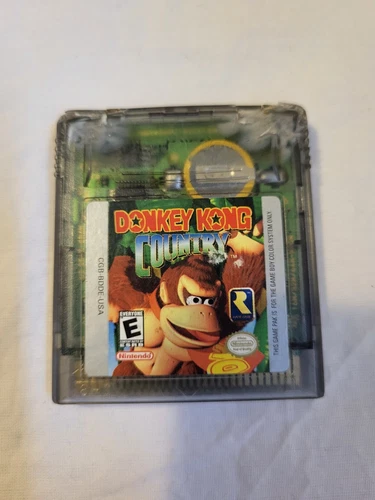 DONKEY KONG
COUNTRY
TM
CGB-BDDE-USA
THIS GAME PAK IS FOR THE GAME BOY COLOR SYSTEM ONLY.
EVERYONE
E
Nintendo